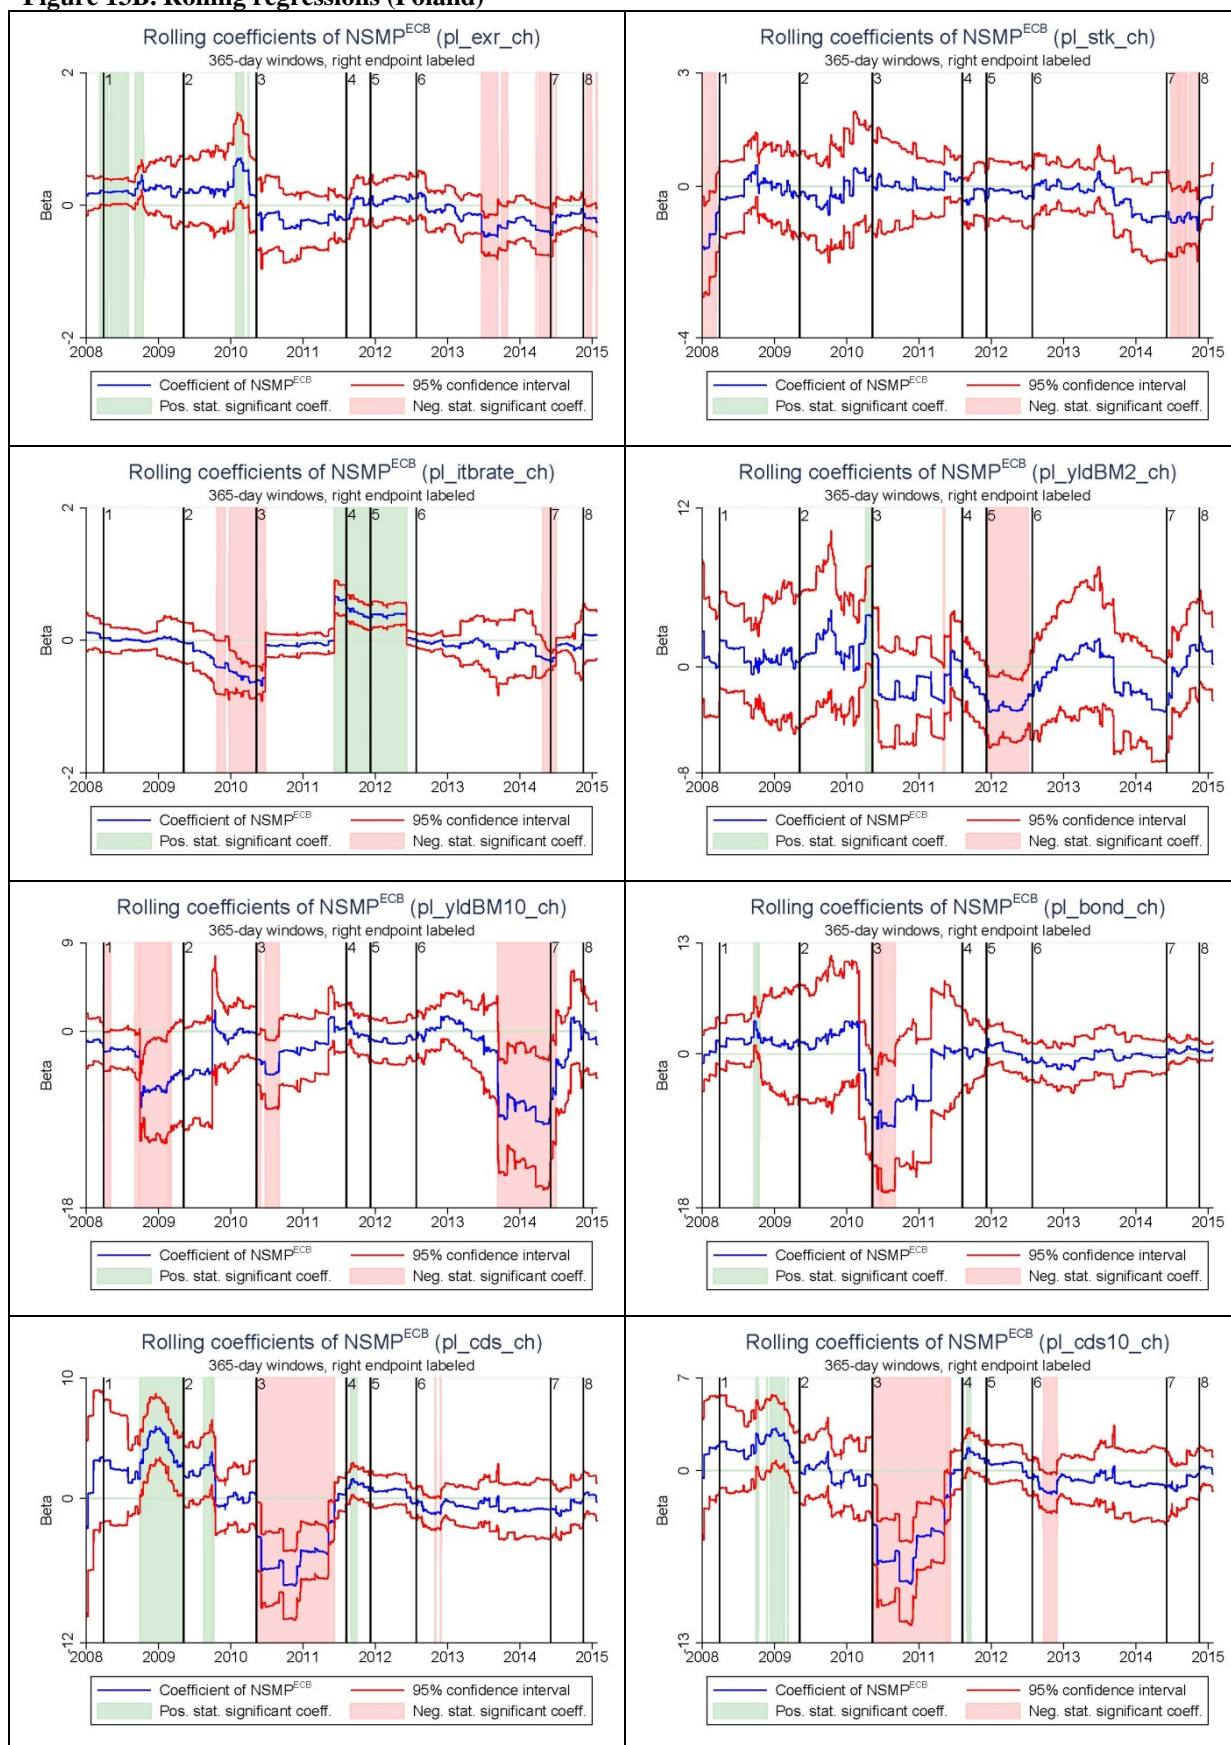 Figure 13B. Rolling regressions (Poland)
Rolling coefficients of NSMP^ECB (pl_exr_ch)
365-day windows, right endpoint labeled
2
0
-2
Beta
1 2 3 4 5 6 7 8
2008 2009 2010 2011 2012 2013 2014 2015
Coefficient of NSMP^ECB 95% confidence interval
Pos. stat. significant coeff. Neg. stat. significant coeff.
Rolling coefficients of NSMP^ECB (pl_stk_ch)
365-day windows, right endpoint labeled
3
0
-4
Beta
1 2 3 4 5 6 7 8
2008 2009 2010 2011 2012 2013 2014 2015
Coefficient of NSMP^ECB 95% confidence interval
Pos. stat. significant coeff. Neg. stat. significant coeff.
Rolling coefficients of NSMP^ECB (pl_itbrate_ch)
365-day windows, right endpoint labeled
2
0
-2
Beta
1 2 3 4 5 6 7 8
2008 2009 2010 2011 2012 2013 2014 2015
Coefficient of NSMP^ECB 95% confidence interval
Pos. stat. significant coeff. Neg. stat. significant coeff.
Rolling coefficients of NSMP^ECB (pl_yldBM2_ch)
365-day windows, right endpoint labeled
12
0
-8
Beta
1 2 3 4 5 6 7 8
2008 2009 2010 2011 2012 2013 2014 2015
Coefficient of NSMP^ECB 95% confidence interval
Pos. stat. significant coeff. Neg. stat. significant coeff.
Rolling coefficients of NSMP^ECB (pl_yldBM10_ch)
365-day windows, right endpoint labeled
9
0
-18
Beta
1 2 3 4 5 6 7 8
2008 2009 2010 2011 2012 2013 2014 2015
Coefficient of NSMP^ECB 95% confidence interval
Pos. stat. significant coeff. Neg. stat. significant coeff.
Rolling coefficients of NSMP^ECB (pl_bond_ch)
365-day windows, right endpoint labeled
13
0
-18
Beta
1 2 3 4 5 6 7 8
2008 2009 2010 2011 2012 2013 2014 2015
Coefficient of NSMP^ECB 95% confidence interval
Pos. stat. significant coeff. Neg. stat. significant coeff.
Rolling coefficients of NSMP^ECB (pl_cds_ch)
365-day windows, right endpoint labeled
10
0
-12
Beta
1 2 3 4 5 6 7 8
2008 2009 2010 2011 2012 2013 2014 2015
Coefficient of NSMP^ECB 95% confidence interval
Pos. stat. significant coeff. Neg. stat. significant coeff.
Rolling coefficients of NSMP^ECB (pl_cds10_ch)
365-day windows, right endpoint labeled
7
0
-13
Beta
1 2 3 4 5 6 7 8
2008 2009 2010 2011 2012 2013 2014 2015
Coefficient of NSMP^ECB 95% confidence interval
Pos. stat. significant coeff. Neg. stat. significant coeff.